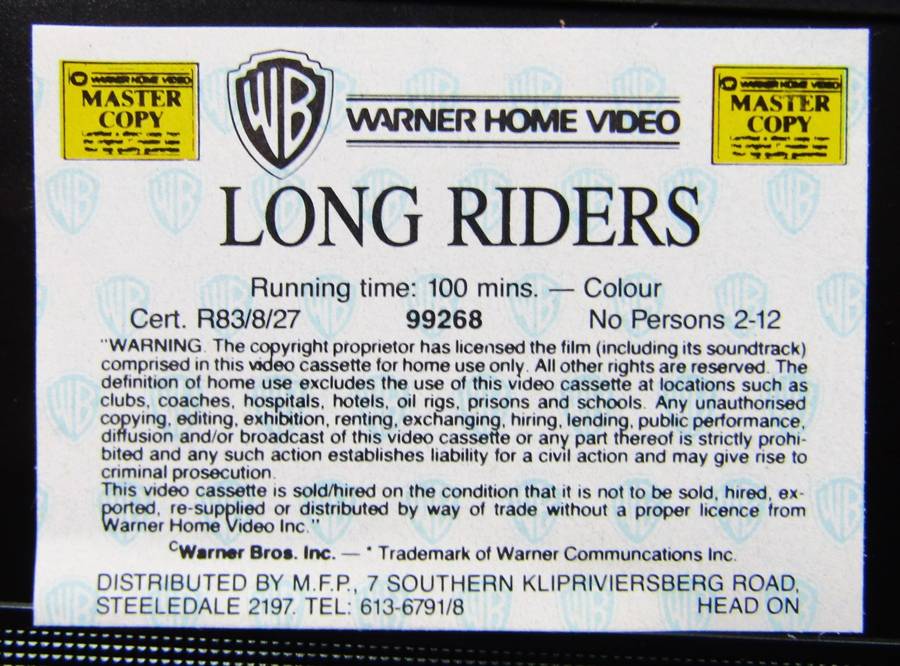 WARNER HOME VIDEO
MASTER
COPY
WB
WARNER HOME VIDEO
WARNER HOME VIDEO
MASTER
COPY
LONG RIDERS
Running time: 100 mins. — Colour
Cert. R83/8/27 99268 No Persons 2-12
"WARNING. The copyright proprietor has licensed the film (including its soundtrack)
comprised in this video cassette for home use only. All other rights are reserved. The
definition of home use excludes the use of this video cassette at locations such as
clubs, coaches, hospitals, hotels, oil rigs, prisons and schools. Any unauthorised
copying, editing, exhibition, renting, exchanging, hiring, lending, public performance,
diffusion and/or broadcast of this video cassette or any part thereof is strictly prohi-
bited and any such action establishes liability for a civil action and may give rise to
criminal prosecution.
This video cassette is sold/hired on the condition that it is not to be sold, hired, ex-
ported, re-supplied or distributed by way of trade without a proper licence from
Warner Home Video Inc."
©Warner Bros. Inc. — * Trademark of Warner Communcations Inc.
DISTRIBUTED BY M.F.P., 7 SOUTHERN KLIPRIVIERSBERG ROAD,
STEELEDALE 2197. TEL: 613-6791/8 HEAD ON